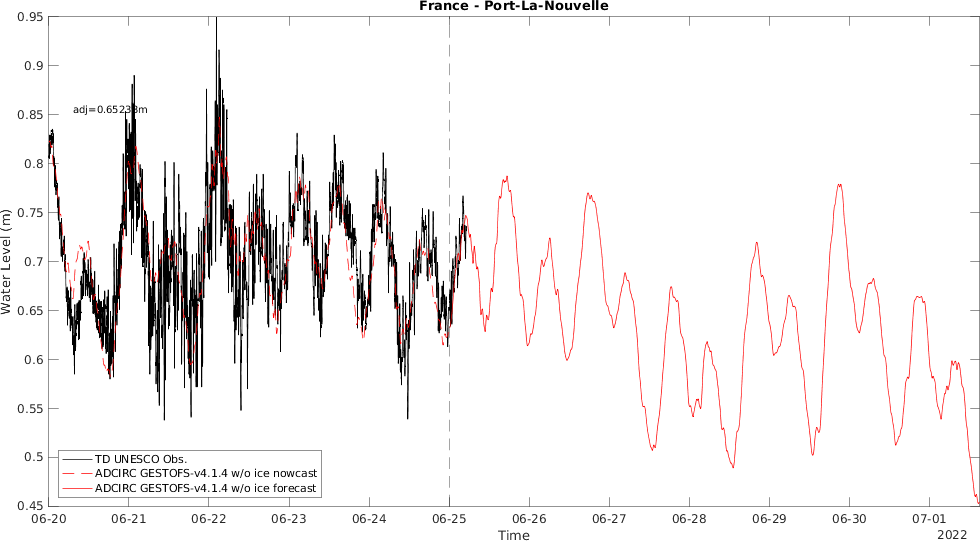 France - Port-La-Nouvelle
0.95
0.9
0.85
0.8
0.75
0.7
0.65
0.6
0.55
0.5
0.45
Water Level (m)
TD UNESCO Obs.
ADCIRC GESTOFS-v4.1.4 w/o ice nowcast
ADCIRC GESTOFS-v4.1.4 w/o ice forecast
06-20 06-21 06-22 06-23 06-24 06-25 06-26 06-27 06-28 06-29 06-30 07-01
Time
2022